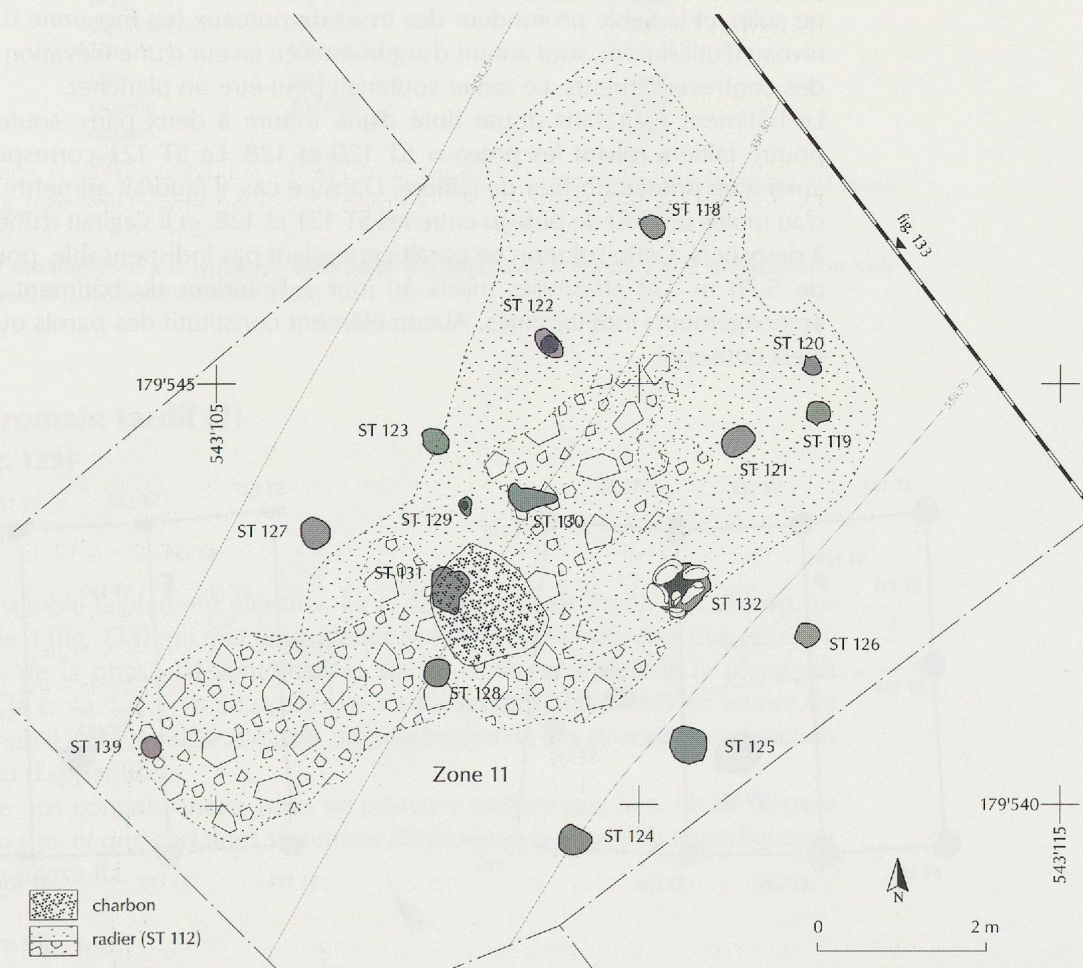 ST 118
fig. 133
ST 122
ST 120
179'545
543'105
ST 123
ST 119
ST 121
ST 129
ST 130
ST 127
ST 131
ST 132
ST 126
ST 128
ST 139
ST 125
Zone 11
179'540
ST 124
543'115
charbon
N
radier (ST 112)
0 2 m